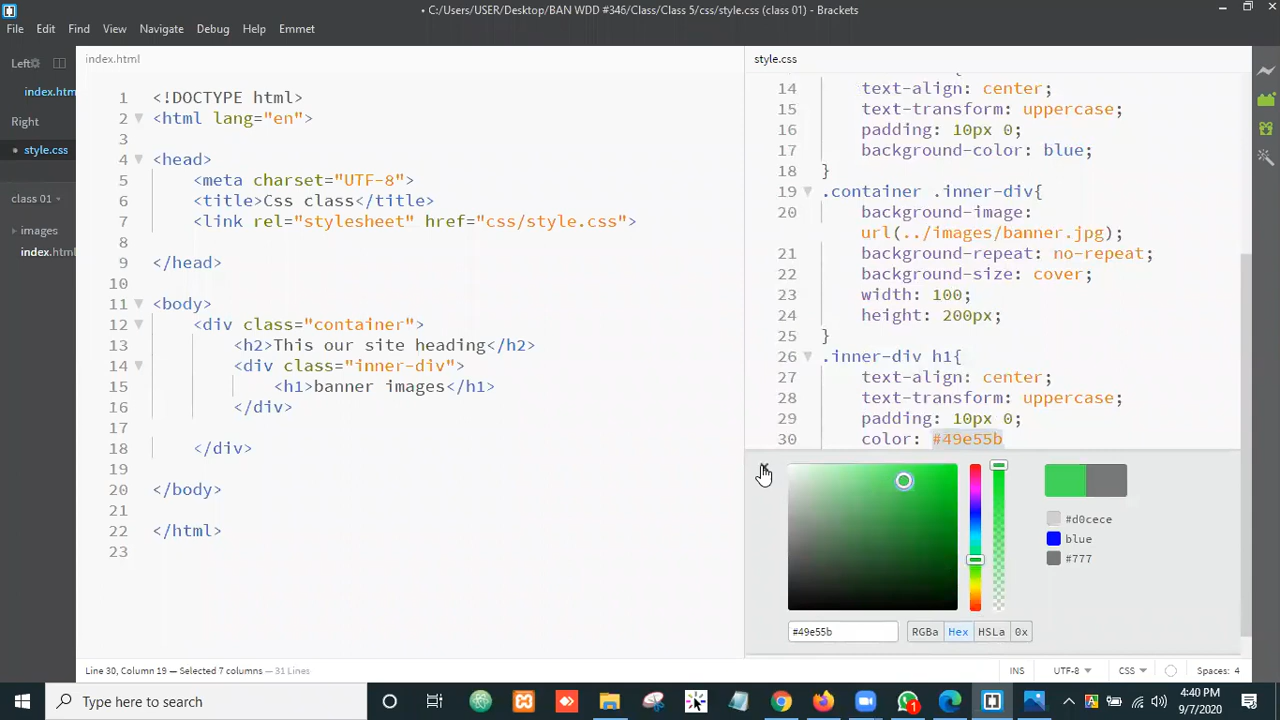 • C:/Users/USER/Desktop/BAN WDD #346/Class/Class 5/css/style.css (class 01) - Brackets
File Edit Find View Navigate Debug Help Emmet
Left
index.htm
Right
• style.css
class 01
images
index.html
index.html
1 <!DOCTYPE html>
2 <html lang="en">
3
4 <head>
5 <meta charset="UTF-8">
6 <title>Css class</title>
7 <link rel="stylesheet" href="css/style.css">
8
9 </head>
10
11 <body>
12 <div class="container">
13 <h2>This our site heading</h2>
14 <div class="inner-div">
15 <h1>banner images</h1>
16 </div>
17
18 </div>
19
20 </body>
21
22 </html>
23
style.css
14 text-align: center;
15 text-transform: uppercase;
16 padding: 10px 0;
17 background-color: blue;
18 }
19 .container .inner-div{
20 background-image:
url(../images/banner.jpg);
21 background-repeat: no-repeat;
22 background-size: cover;
23 width: 100;
24 height: 200px;
25 }
26 .inner-div h1{
27 text-align: center;
28 text-transform: uppercase;
29 padding: 10px 0;
30 color: #49e55b
#d0cece
blue
#777
#49e55b RGBa Hex HSLa 0x
Line 30, Column 19 — Selected 7 columns — 31 Lines
INS UTF-8 CSS Spaces: 4
Type here to search
1
4:40 PM
9/7/2020